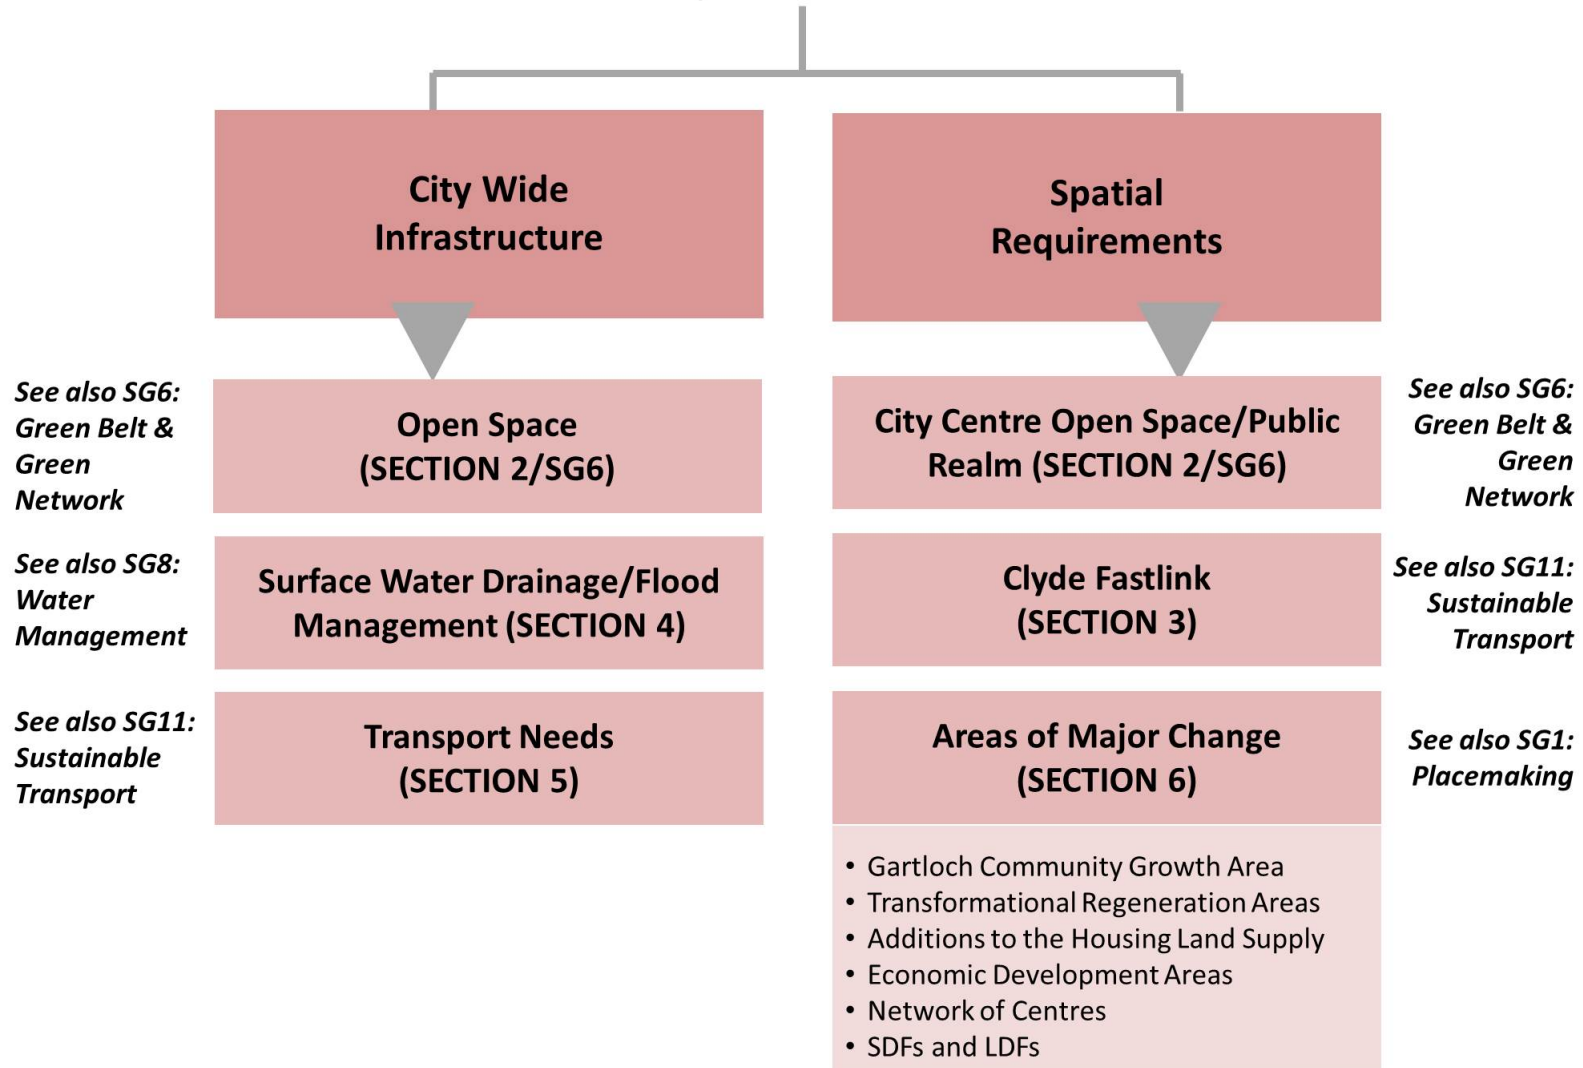 City Wide
Infrastructure
Spatial
Requirements
See also SG6:
Green Belt &
Green
Network
Open Space
(SECTION 2/SG6)
City Centre Open Space/Public
Realm (SECTION 2/SG6)
See also SG6:
Green Belt &
Green
Network
See also SG8:
Water
Management
Surface Water Drainage/Flood
Management (SECTION 4)
Clyde Fastlink
(SECTION 3)
See also SG11:
Sustainable
Transport
See also SG11:
Sustainable
Transport
Transport Needs
(SECTION 5)
Areas of Major Change
(SECTION 6)
See also SG1:
Placemaking
• Gartloch Community Growth Area
• Transformational Regeneration Areas
• Additions to the Housing Land Supply
• Economic Development Areas
• Network of Centres
• SDFs and LDFs